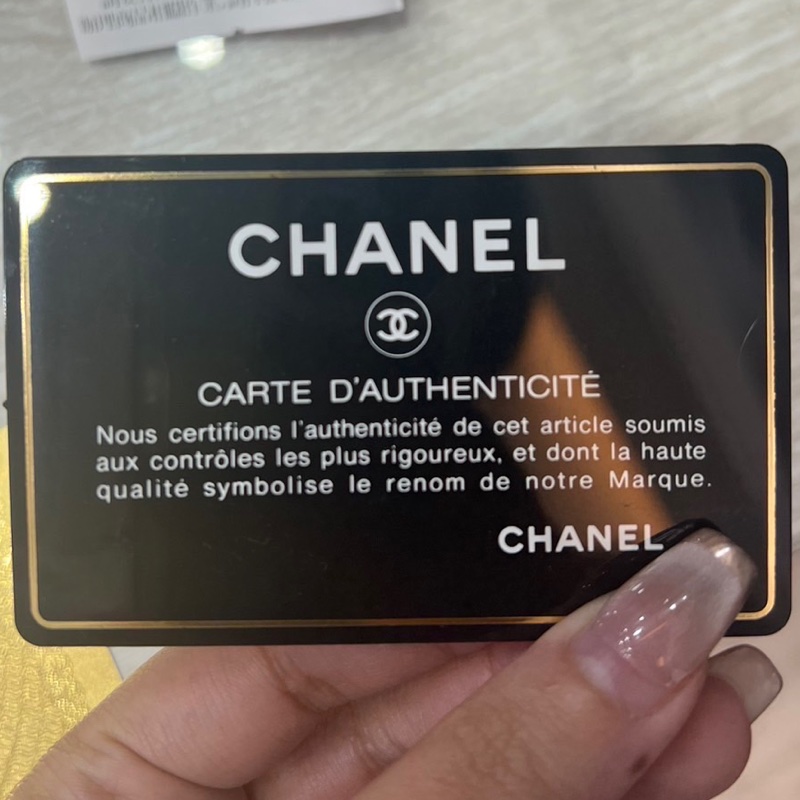 CHANEL
CARTE D'AUTHENTICITÉ
Nous certifions l'authenticité de cet article soumis
aux contrôles les plus rigoureux, et dont la haute
qualité symbolise le renom de notre Marque.
CHANEL